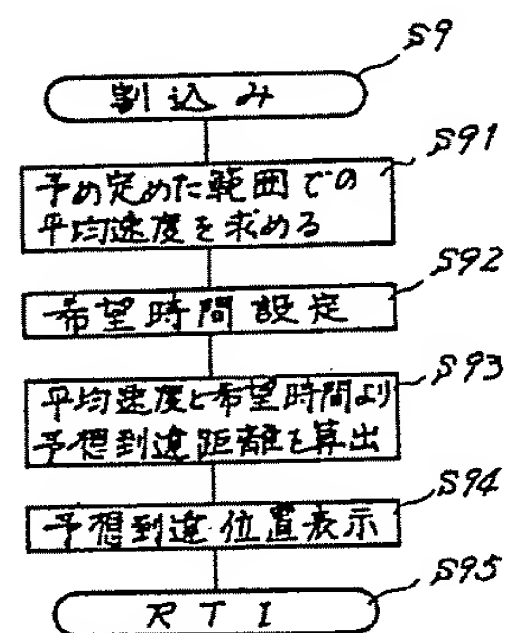 S9
割込み
S91
予め定めた範囲での
平均速度を求める
S92
希望時間設定
S93
平均速度と希望時間より
予想到達距離を算出
S94
予想到達位置表示
S95
RTI